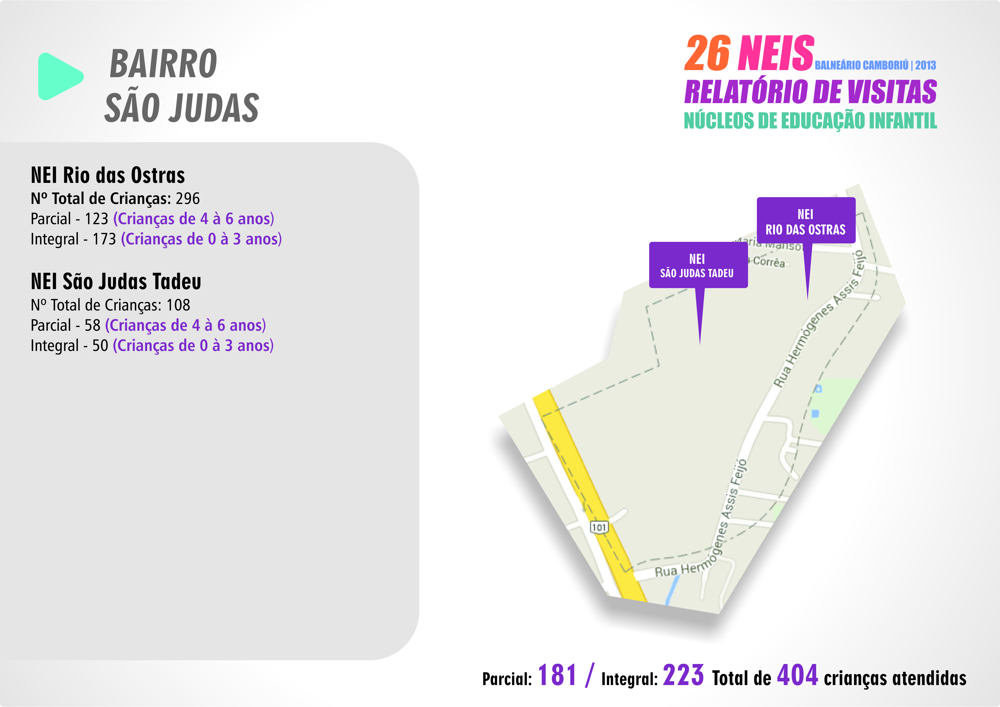 BAIRRO
SÃO JUDAS
26 NEIS BALNEÁRIO CAMBORIÚ | 2013
RELATÓRIO DE VISITAS
NÚCLEOS DE EDUCAÇÃO INFANTIL
NEI Rio das Ostras
Nº Total de Crianças: 296
Parcial - 123 (Crianças de 4 à 6 anos)
Integral - 173 (Crianças de 0 à 3 anos)
NEI São Judas Tadeu
Nº Total de Crianças: 108
Parcial - 58 (Crianças de 4 à 6 anos)
Integral - 50 (Crianças de 0 à 3 anos)
NEI
RIO DAS OSTRAS
NEI
SÃO JUDAS TADEU
Maria
Corrêa
Rua Hermógenes Assis Feijó
Assis Feijó
101
Rua Hermógenes
Parcial: 181 / Integral: 223 Total de 404 crianças atendidas